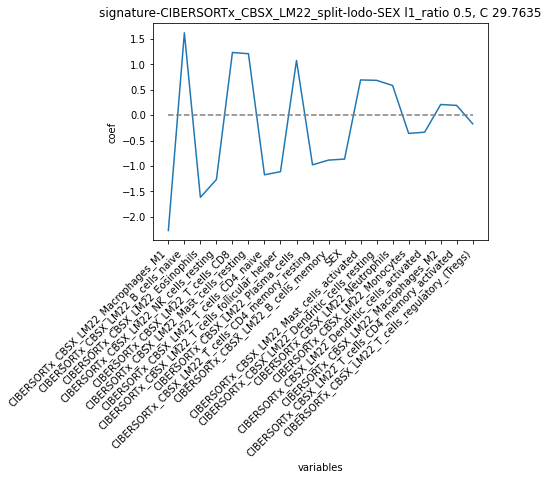 signature-CIBERSORTx_CBSX_LM22_split-lodo-SEX l1_ratio 0.5, C 29.7635
coef
1.5
1.0
0.5
0.0
−0.5
−1.0
−1.5
−2.0
CIBERSORTx_CBSX_LM22_Macrophages_M1
CIBERSORTx_CBSX_LM22_B_cells_naive
CIBERSORTx_CBSX_LM22_Eosinophils
CIBERSORTx_CBSX_LM22_NK_cells_resting
CIBERSORTx_CBSX_LM22_T_cells_CD8
CIBERSORTx_CBSX_LM22_Mast_cells_resting
CIBERSORTx_CBSX_LM22_T_cells_CD4_naive
CIBERSORTx_CBSX_LM22_T_cells_follicular_helper
CIBERSORTx_CBSX_LM22_Plasma_cells
CIBERSORTx_CBSX_LM22_T_cells_CD4_memory_resting
CIBERSORTx_CBSX_LM22_B_cells_memory
SEX
CIBERSORTx_CBSX_LM22_Mast_cells_activated
CIBERSORTx_CBSX_LM22_Dendritic_cells_resting
CIBERSORTx_CBSX_LM22_Neutrophils
CIBERSORTx_CBSX_LM22_Monocytes
CIBERSORTx_CBSX_LM22_Dendritic_cells_activated
CIBERSORTx_CBSX_LM22_Macrophages_M2
CIBERSORTx_CBSX_LM22_T_cells_CD4_memory_activated
CIBERSORTx_CBSX_LM22_T_cells_regulatory_(Tregs)
variables